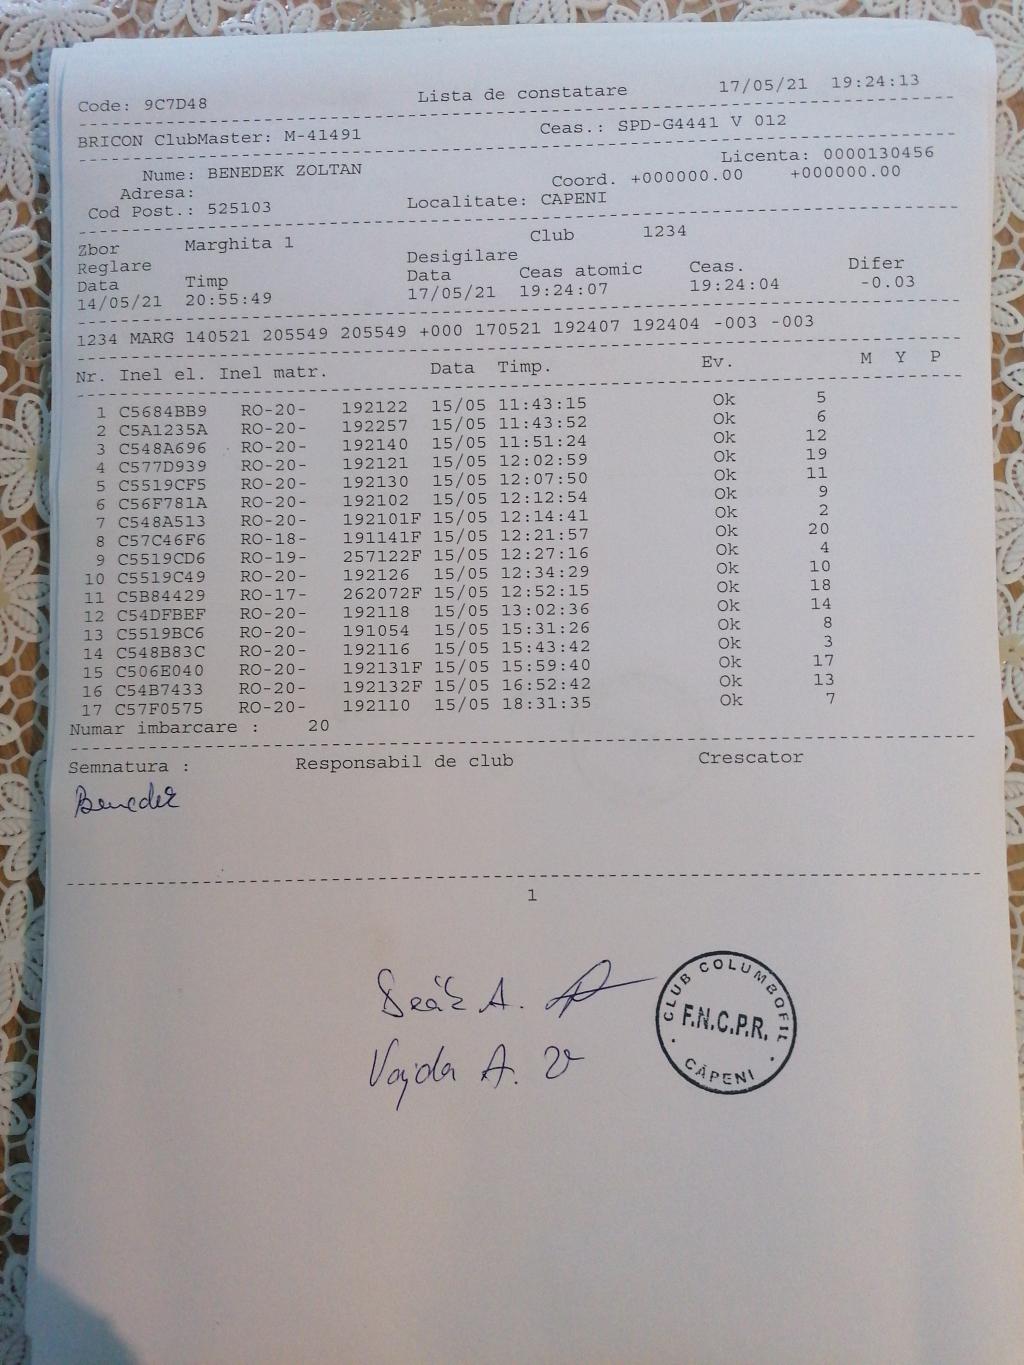 Code: 9C7D48 Lista de constatare 17/05/21 19:24:13
BRICON ClubMaster: M-41491 Ceas.: SPD-G4441 V 012
Licenta: 0000130456
Nume: BENEDEK ZOLTAN
Adresa: Coord. +000000.00 +000000.00
Cod Post.: 525103 Localitate: CAPENI
Zbor Marghita 1 Club 1234
Reglare Desigilare
Data Timp Data Ceas atomic Ceas. Difer
14/05/21 20:55:49 17/05/21 19:24:07 19:24:04 -0.03
1234 MARG 140521 205549 205549 +000 170521 192407 192404 -003 -003
Nr. Inel el. Inel matr. Data Timp. Ev. M Y P
1 C5684BB9 RO-20- 192122 15/05 11:43:15 Ok 5
2 C5A1235A RO-20- 192257 15/05 11:43:52 Ok 6
3 C548A696 RO-20- 192140 15/05 11:51:24 Ok 12
4 C577D939 RO-20- 192121 15/05 12:02:59 Ok 19
5 C5519CF5 RO-20- 192130 15/05 12:07:50 Ok 11
6 C56F781A RO-20- 192102 15/05 12:12:54 Ok 9
7 C548A513 RO-20- 192101F 15/05 12:14:41 Ok 2
8 C57C46F6 RO-18- 191141F 15/05 12:21:57 Ok 20
9 C5519CD6 RO-19- 257122F 15/05 12:27:16 Ok 4
10 C5519C49 RO-20- 192126 15/05 12:34:29 Ok 10
11 C5B84429 RO-17- 262072F 15/05 12:52:15 Ok 18
12 C54DFBEF RO-20- 192118 15/05 13:02:36 Ok 14
13 C5519BC6 RO-20- 191054 15/05 15:31:26 Ok 8
14 C548B83C RO-20- 192116 15/05 15:43:42 Ok 3
15 C506E040 RO-20- 192131F 15/05 15:59:40 Ok 17
16 C54B7433 RO-20- 192132F 15/05 16:52:42 Ok 13
17 C57F0575 RO-20- 192110 15/05 18:31:35 Ok 7
Numar imbarcare : 20
Semnatura : Responsabil de club Crescator
Benedek
1
Deák A.
Vajda A.
CLUB COLUMBOFIL
F.N.C.P.R.
CĂPENI